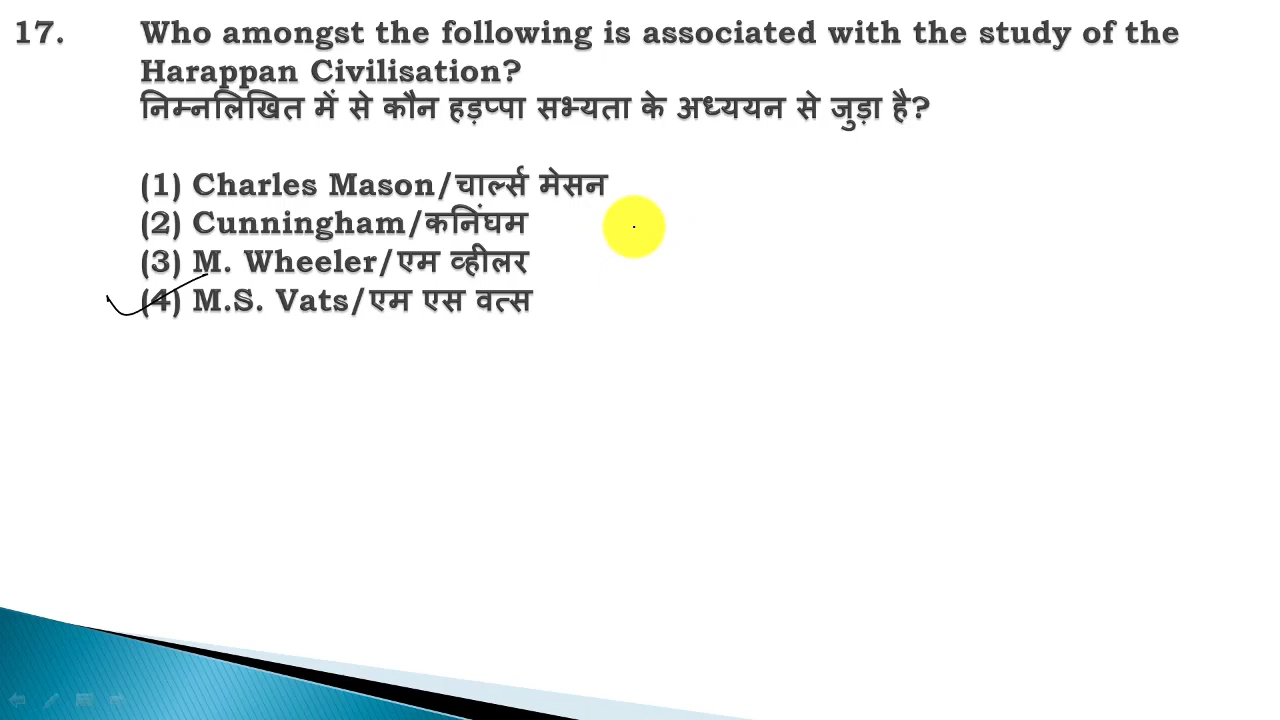 17. Who amongst the following is associated with the study of the
Harappan Civilisation?
निम्नलिखित में से कौन हड़प्पा सभ्यता के अध्ययन से जुड़ा है?
(1) Charles Mason/चार्ल्स मेसन
(2) Cunningham/कनिंघम
(3) M. Wheeler/एम व्हीलर
(4) M.S. Vats/एम एस वत्स